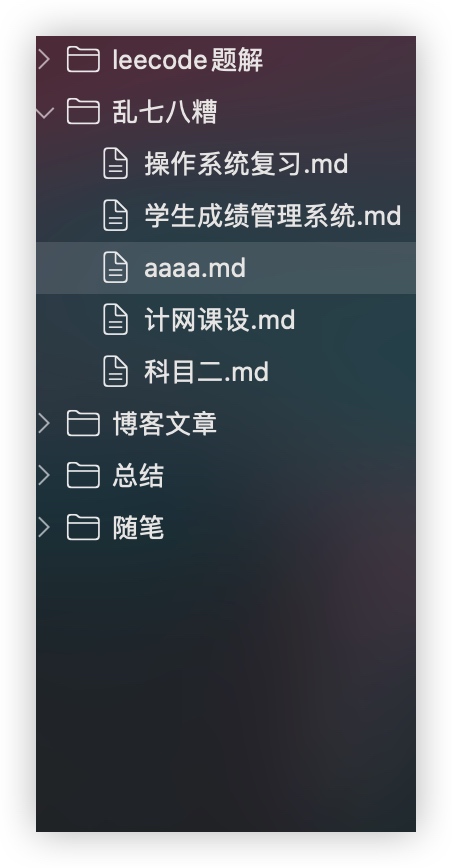 leecode题解
乱七八糟
操作系统复习.md
学生成绩管理系统.md
aaaa.md
计网课设.md
科目二.md
博客文章
总结
随笔